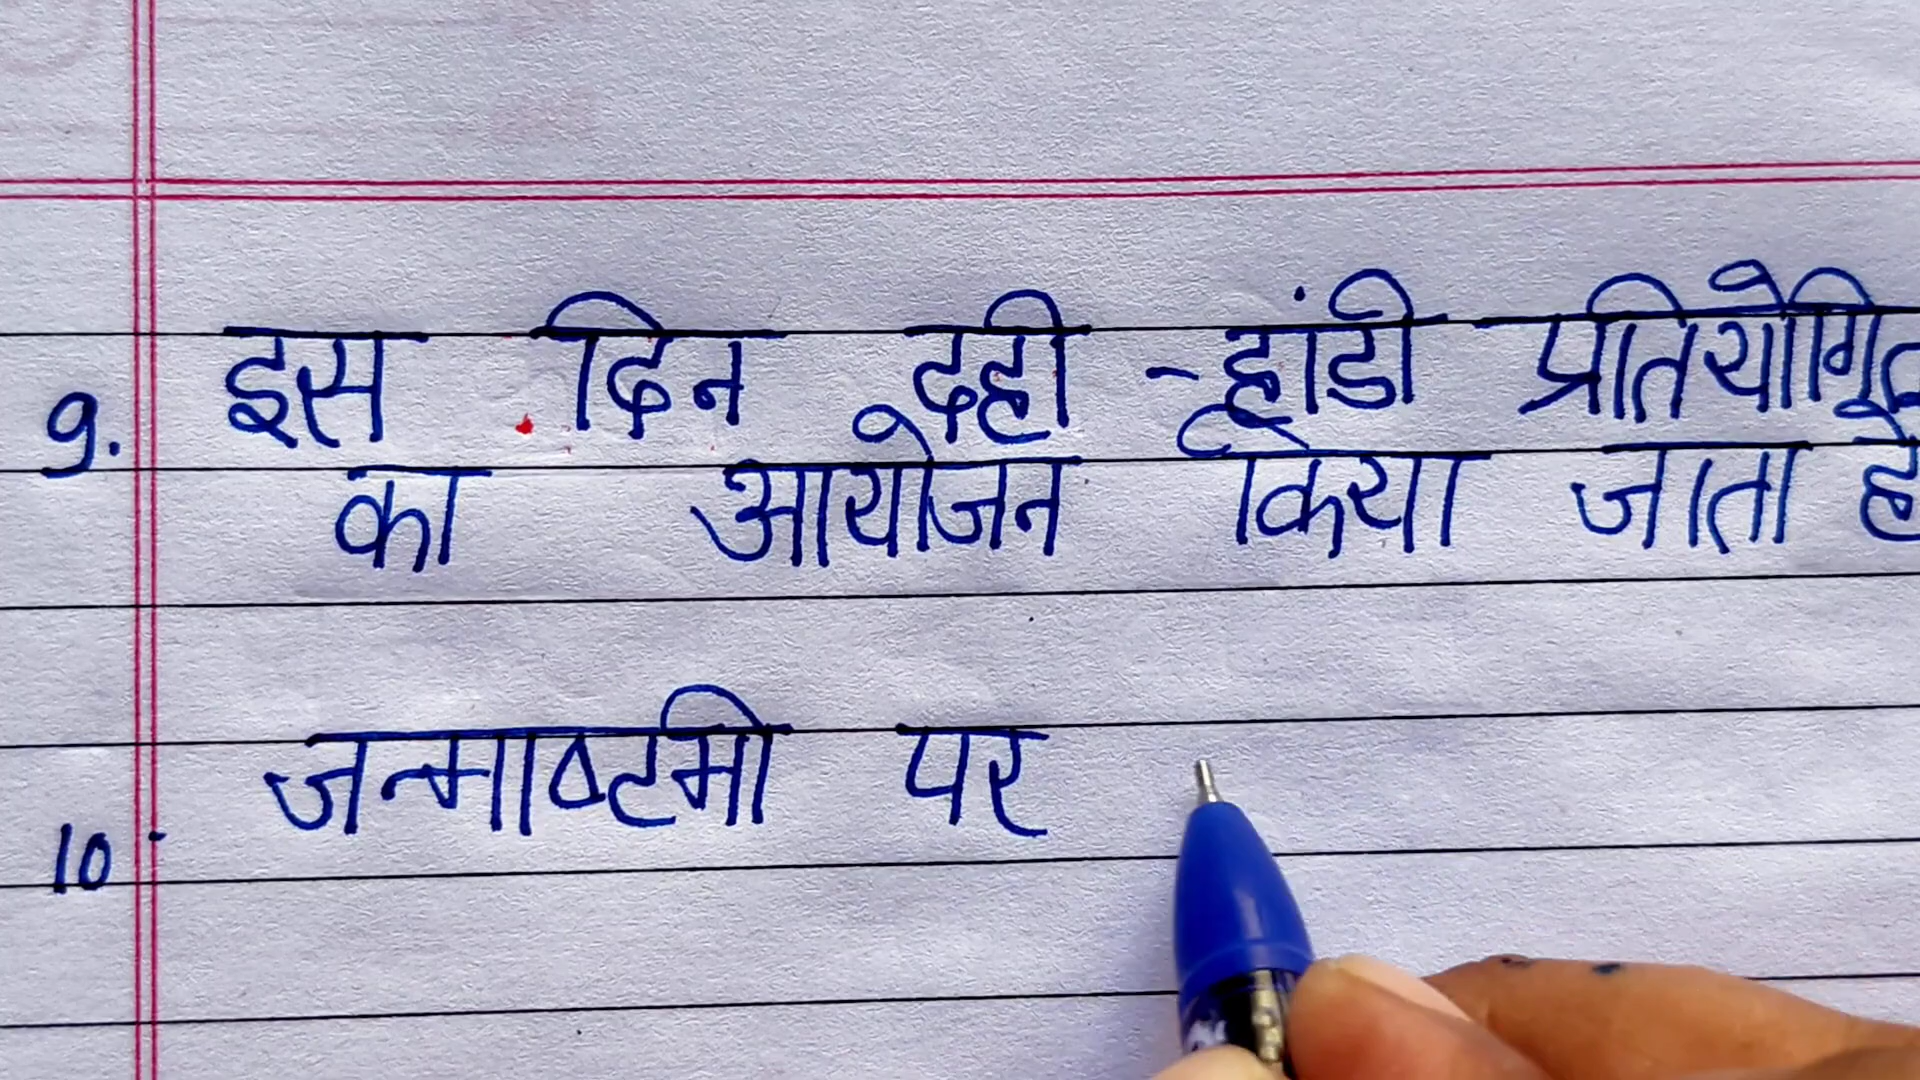 9. इस दिन दही - हांडी प्रतियोगित
का आयोजन किया जाता है
10. जन्माष्टमी पर